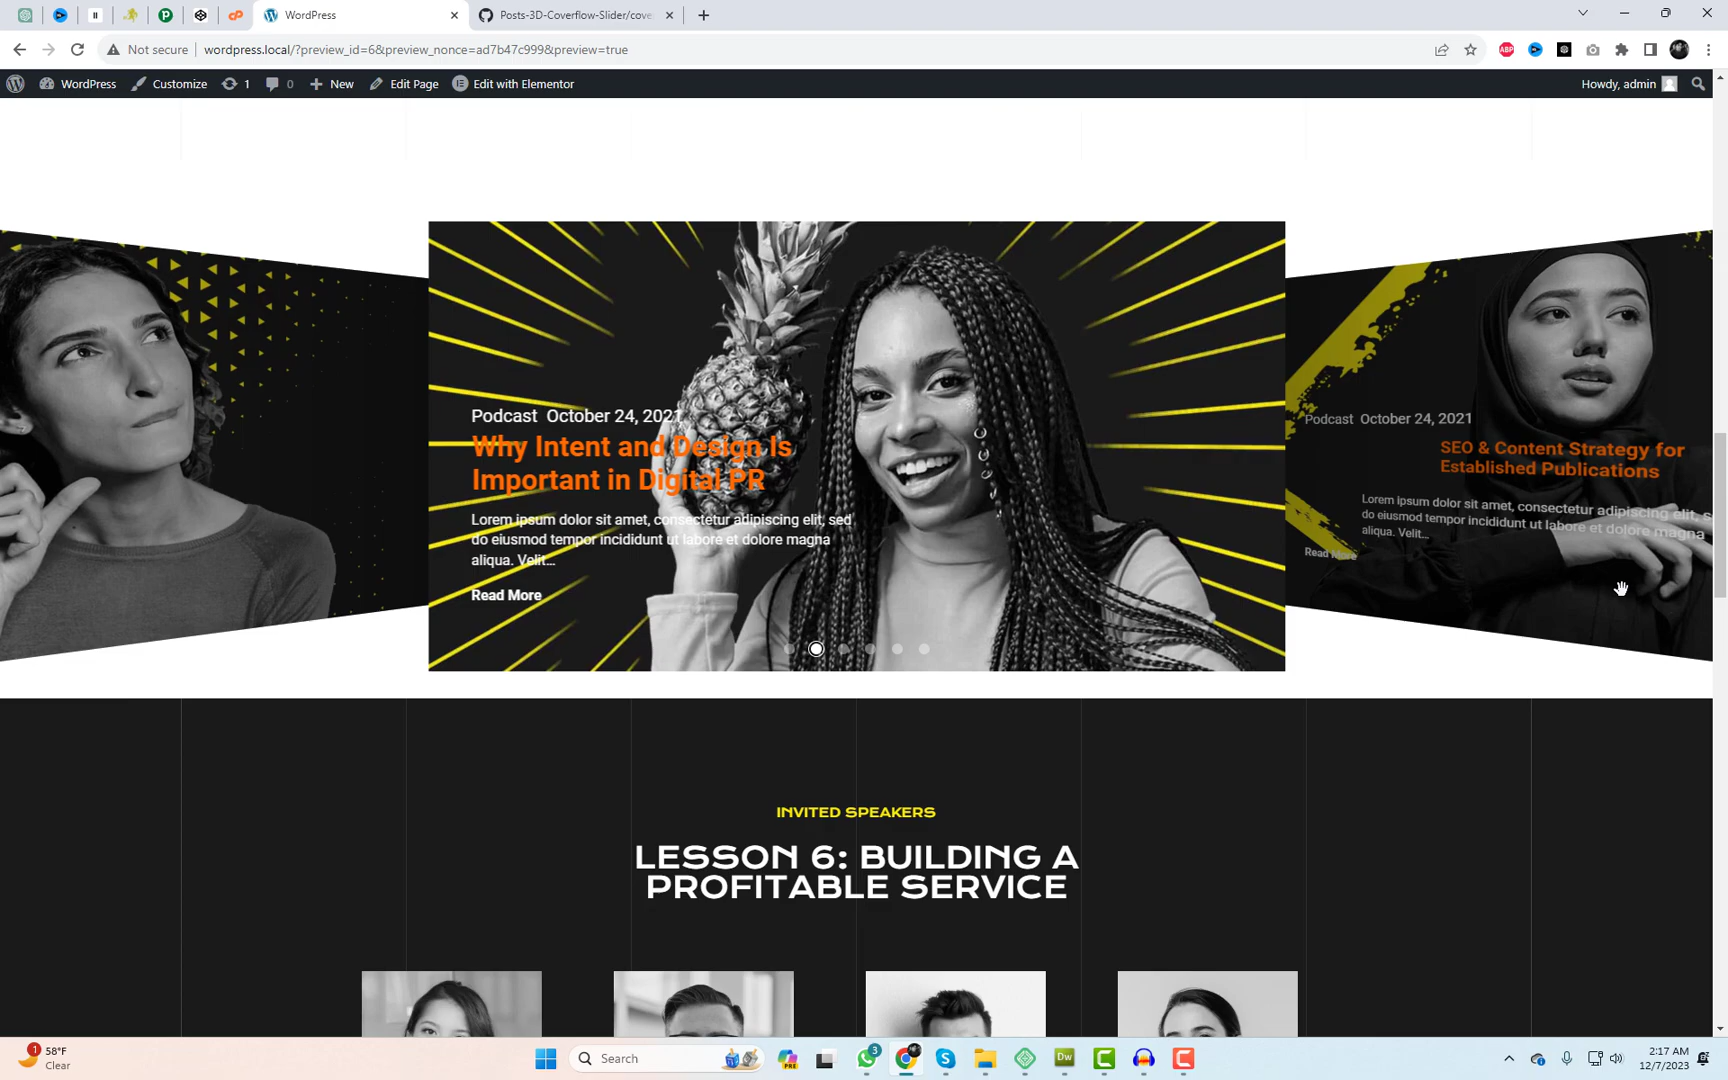 WordPress
Posts-3D-Coverflow-Slider/cove
Not secure
wordpress.local/?preview_id=6&preview_nonce=ad7b47c999&preview=true
ABP
WordPress
Customize
1
0
New
Edit Page
Edit with Elementor
Howdy, admin
Podcast October 24, 2021
Why Intent and Design Is
Important in Digital PR
Lorem ipsum dolor sit amet, consectetur adipiscing elit, sed
do eiusmod tempor incididunt ut labore et dolore magna
aliqua. Velit...
Read More
Podcast October 24, 2021
SEO & Content Strategy for
Established Publications
Lorem ipsum dolor sit amet, consectetur adipiscing elit, s
do eiusmod tempor incididunt ut labore et dolore magna
aliqua. Velit...
Read More
INVITED SPEAKERS
LESSON 6: BUILDING A
PROFITABLE SERVICE
1
58°F
Clear
Search
PRE
3
Dw
2:17 AM
12/7/2023